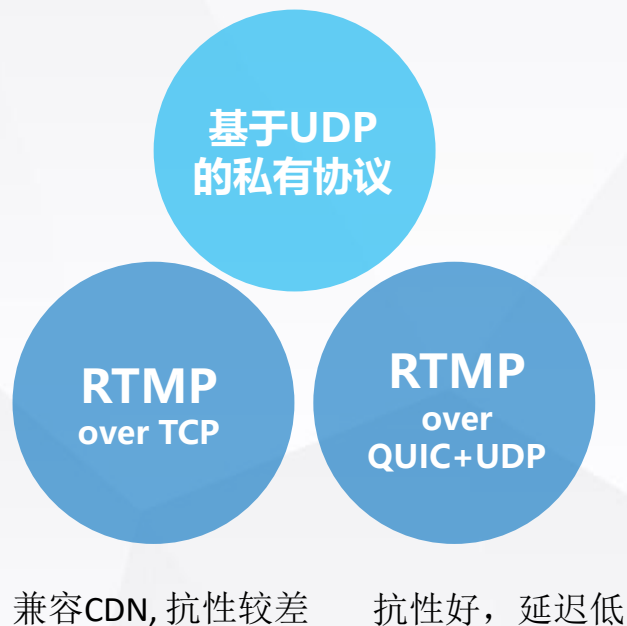 基于UDP
的私有协议
RTMP
over TCP
RTMP
over
QUIC+UDP
兼容CDN, 抗性较差
抗性好，延迟低